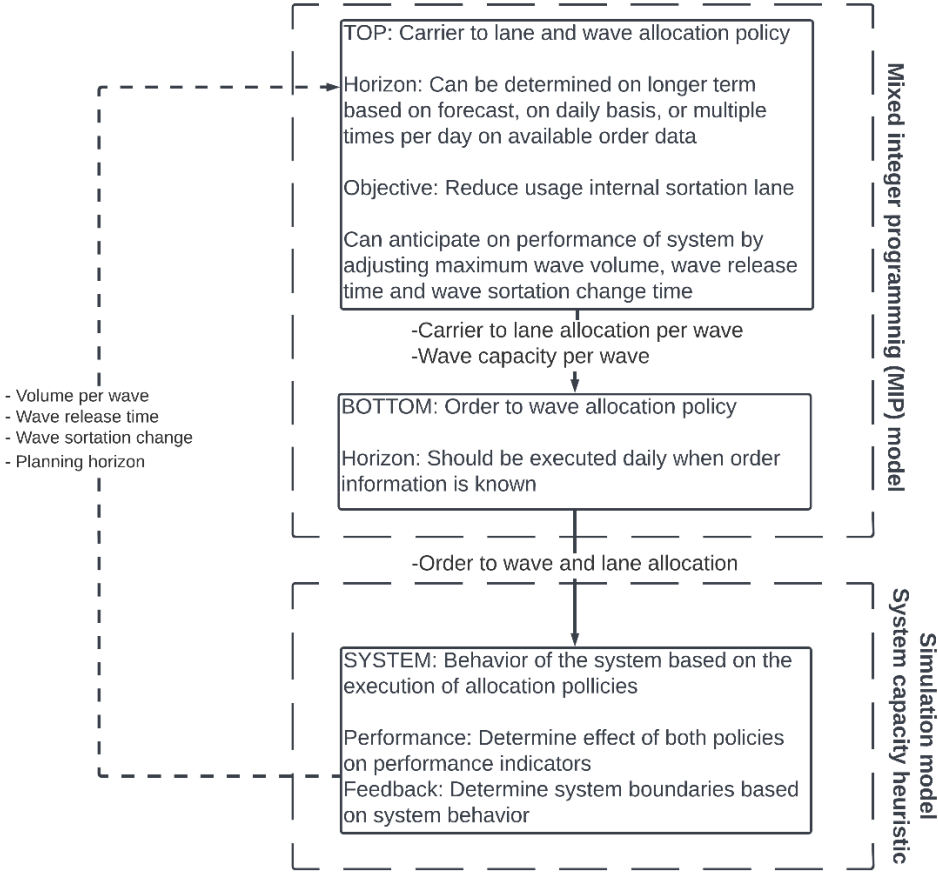 TOP: Carrier to lane and wave allocation policy
Horizon: Can be determined on longer term
based on forecast, on daily basis, or multiple
times per day on available order data
Objective: Reduce usage internal sortation lane
Can anticipate on performance of system by
adjusting maximum wave volume, wave release
time and wave sortation change time
-Carrier to lane allocation per wave
-Wave capacity per wave
BOTTOM: Order to wave allocation policy
Horizon: Should be executed daily when order
information is known
Mixed integer programmnig (MIP) model
- Volume per wave
- Wave release time
- Wave sortation change
- Planning horizon
-Order to wave and lane allocation
SYSTEM: Behavior of the system based on the
execution of allocation pollicies
Performance: Determine effect of both policies
on performance indicators
Feedback: Determine system boundaries based
on system behavior
Simulation model
System capacity heuristic